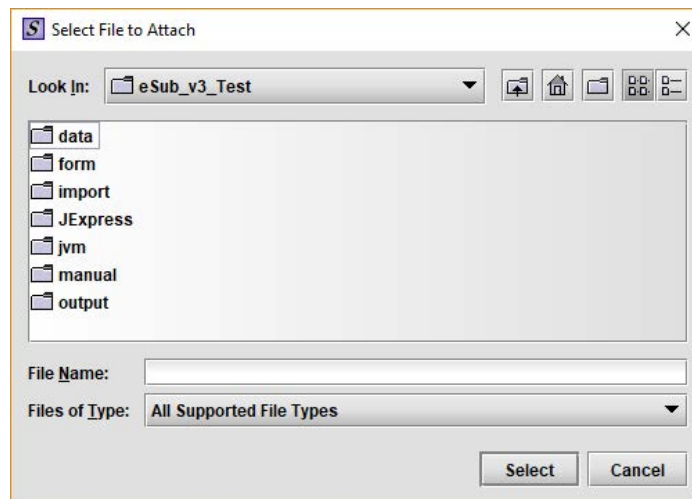 S Select File to Attach
Look In: eSub_v3_Test
data
form
import
JExpress
jvm
manual
output
File Name:
Files of Type: All Supported File Types
Select Cancel